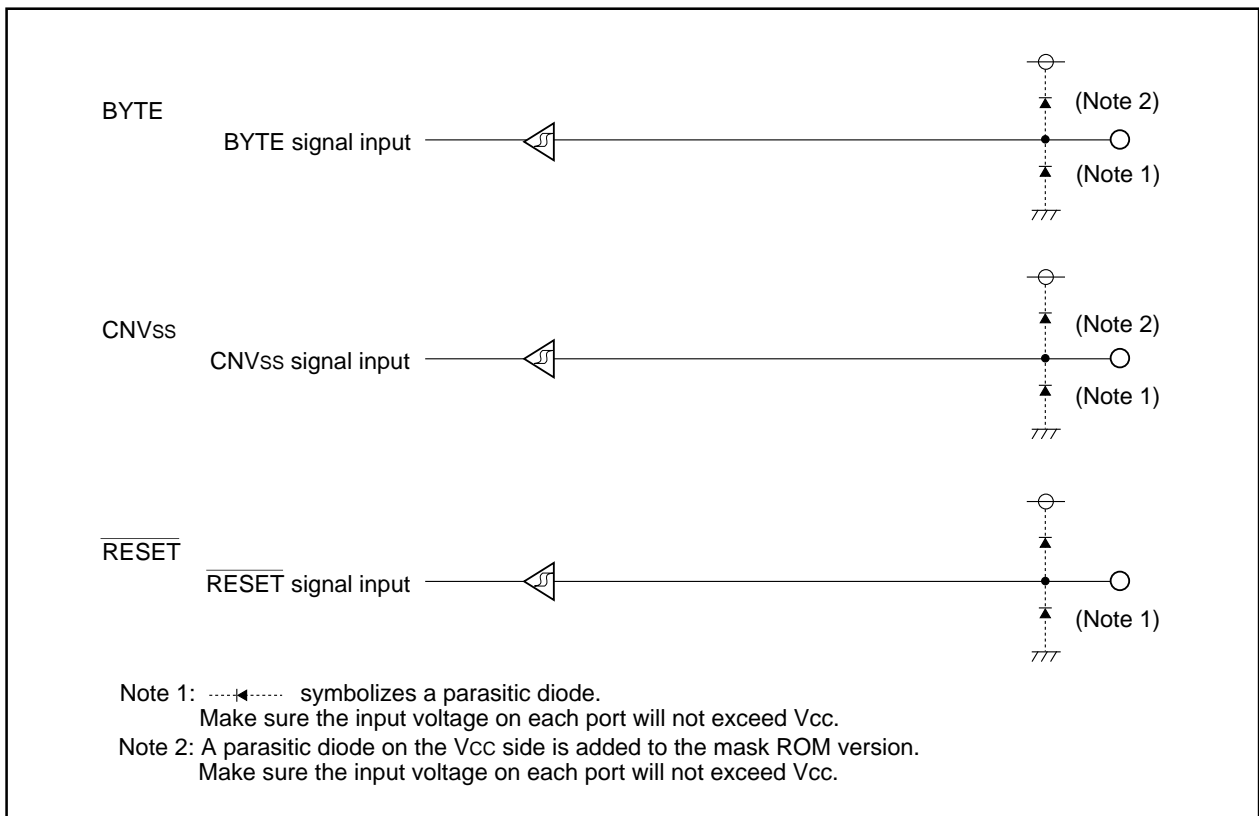 (Note 2)
BYTE
BYTE signal input
(Note 1)
(Note 2)
CNVss
CNVss signal input
(Note 1)
RESET
RESET signal input
(Note 1)
Note 1: symbolizes a parasitic diode.
Make sure the input voltage on each port will not exceed Vcc.
Note 2: A parasitic diode on the VCC side is added to the mask ROM version.
Make sure the input voltage on each port will not exceed Vcc.